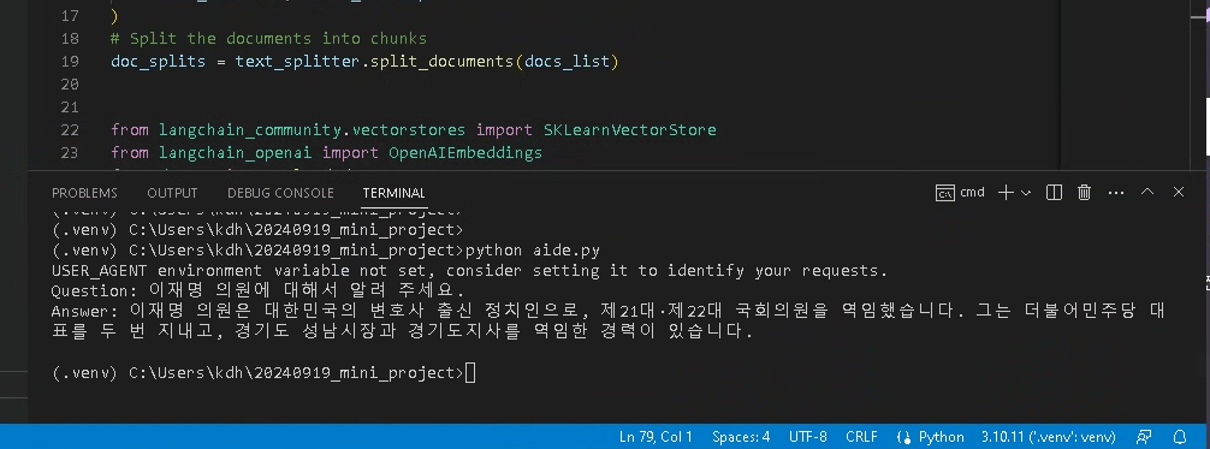 17 )
18 # Split the documents into chunks
19 doc_splits = text_splitter.split_documents(docs_list)
20
21
22 from langchain_community.vectorstores import SKLearnVectorStore
23 from langchain_openai import OpenAIEmbeddings
PROBLEMS OUTPUT DEBUG CONSOLE TERMINAL cmd
(.venv) C:\Users\kdh\20240919_mini_project>
(.venv) C:\Users\kdh\20240919_mini_project>
(.venv) C:\Users\kdh\20240919_mini_project>python aide.py
USER_AGENT environment variable not set, consider setting it to identify your requests.
Question: 이재명 의원에 대해서 알려 주세요.
Answer: 이재명 의원은 대한민국의 변호사 출신 정치인으로, 제21대·제22대 국회의원을 역임했습니다. 그는 더불어민주당 대
표를 두 번 지내고, 경기도 성남시장과 경기도지사를 역임한 경력이 있습니다.
(.venv) C:\Users\kdh\20240919_mini_project>
Ln 79, Col 1 Spaces: 4 UTF-8 CRLF Python 3.10.11 ('.venv': venv)